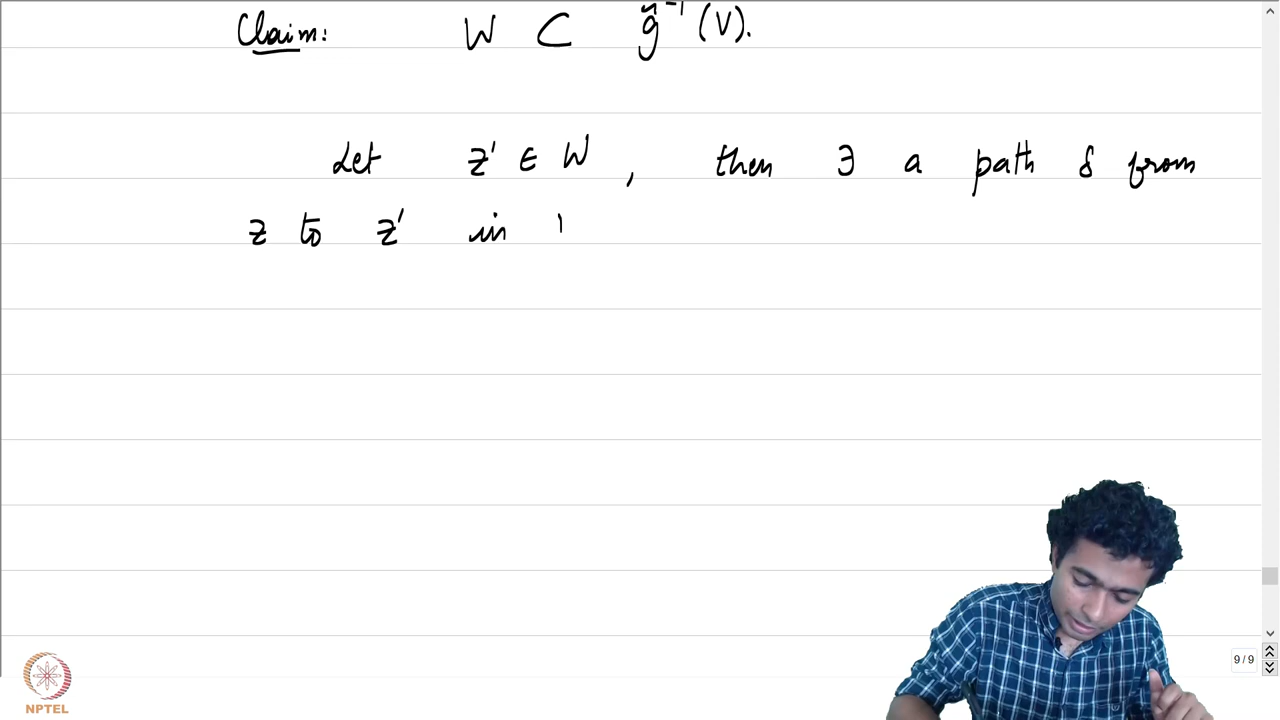 Claim: W ⊂ g̃⁻¹(V).
Let z' ∈ W, then ∃ a path δ from
z to z' in
9/9
NPTEL